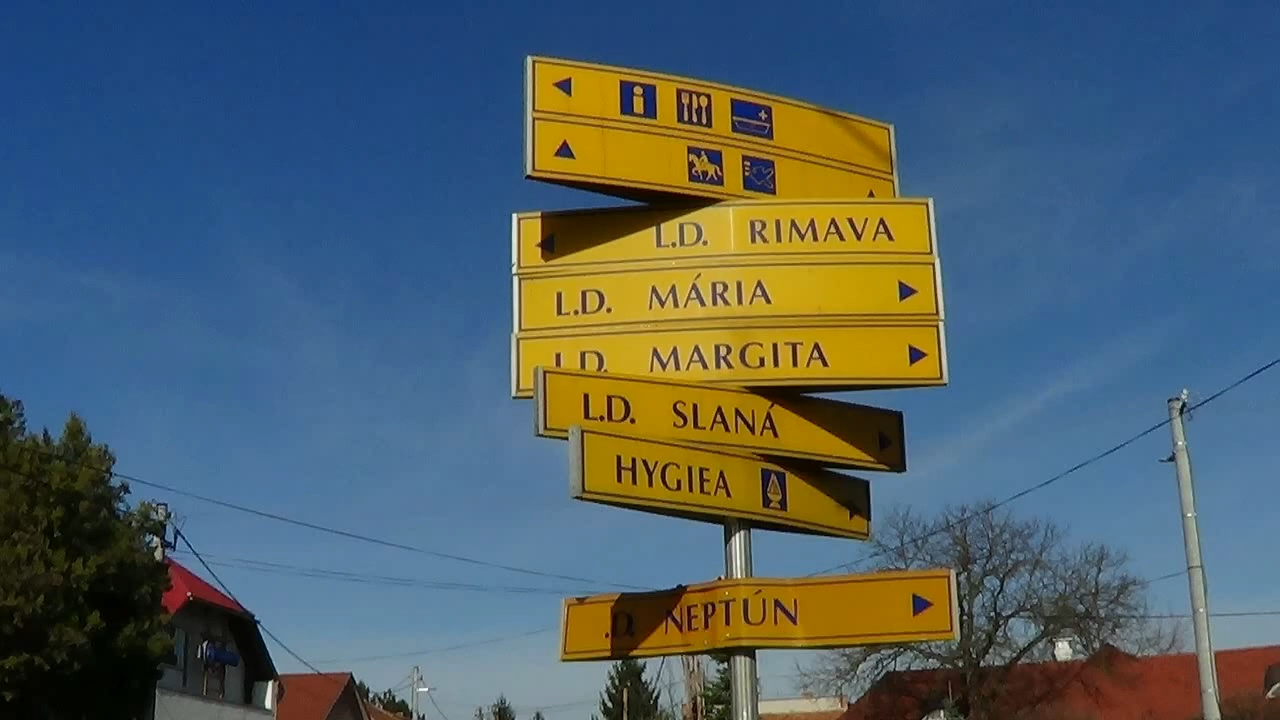 L.D. RIMAVA
L.D. MÁRIA
L.D. MARGITA
L.D. SLANÁ
HYGIEA
.D. NEPTÚN